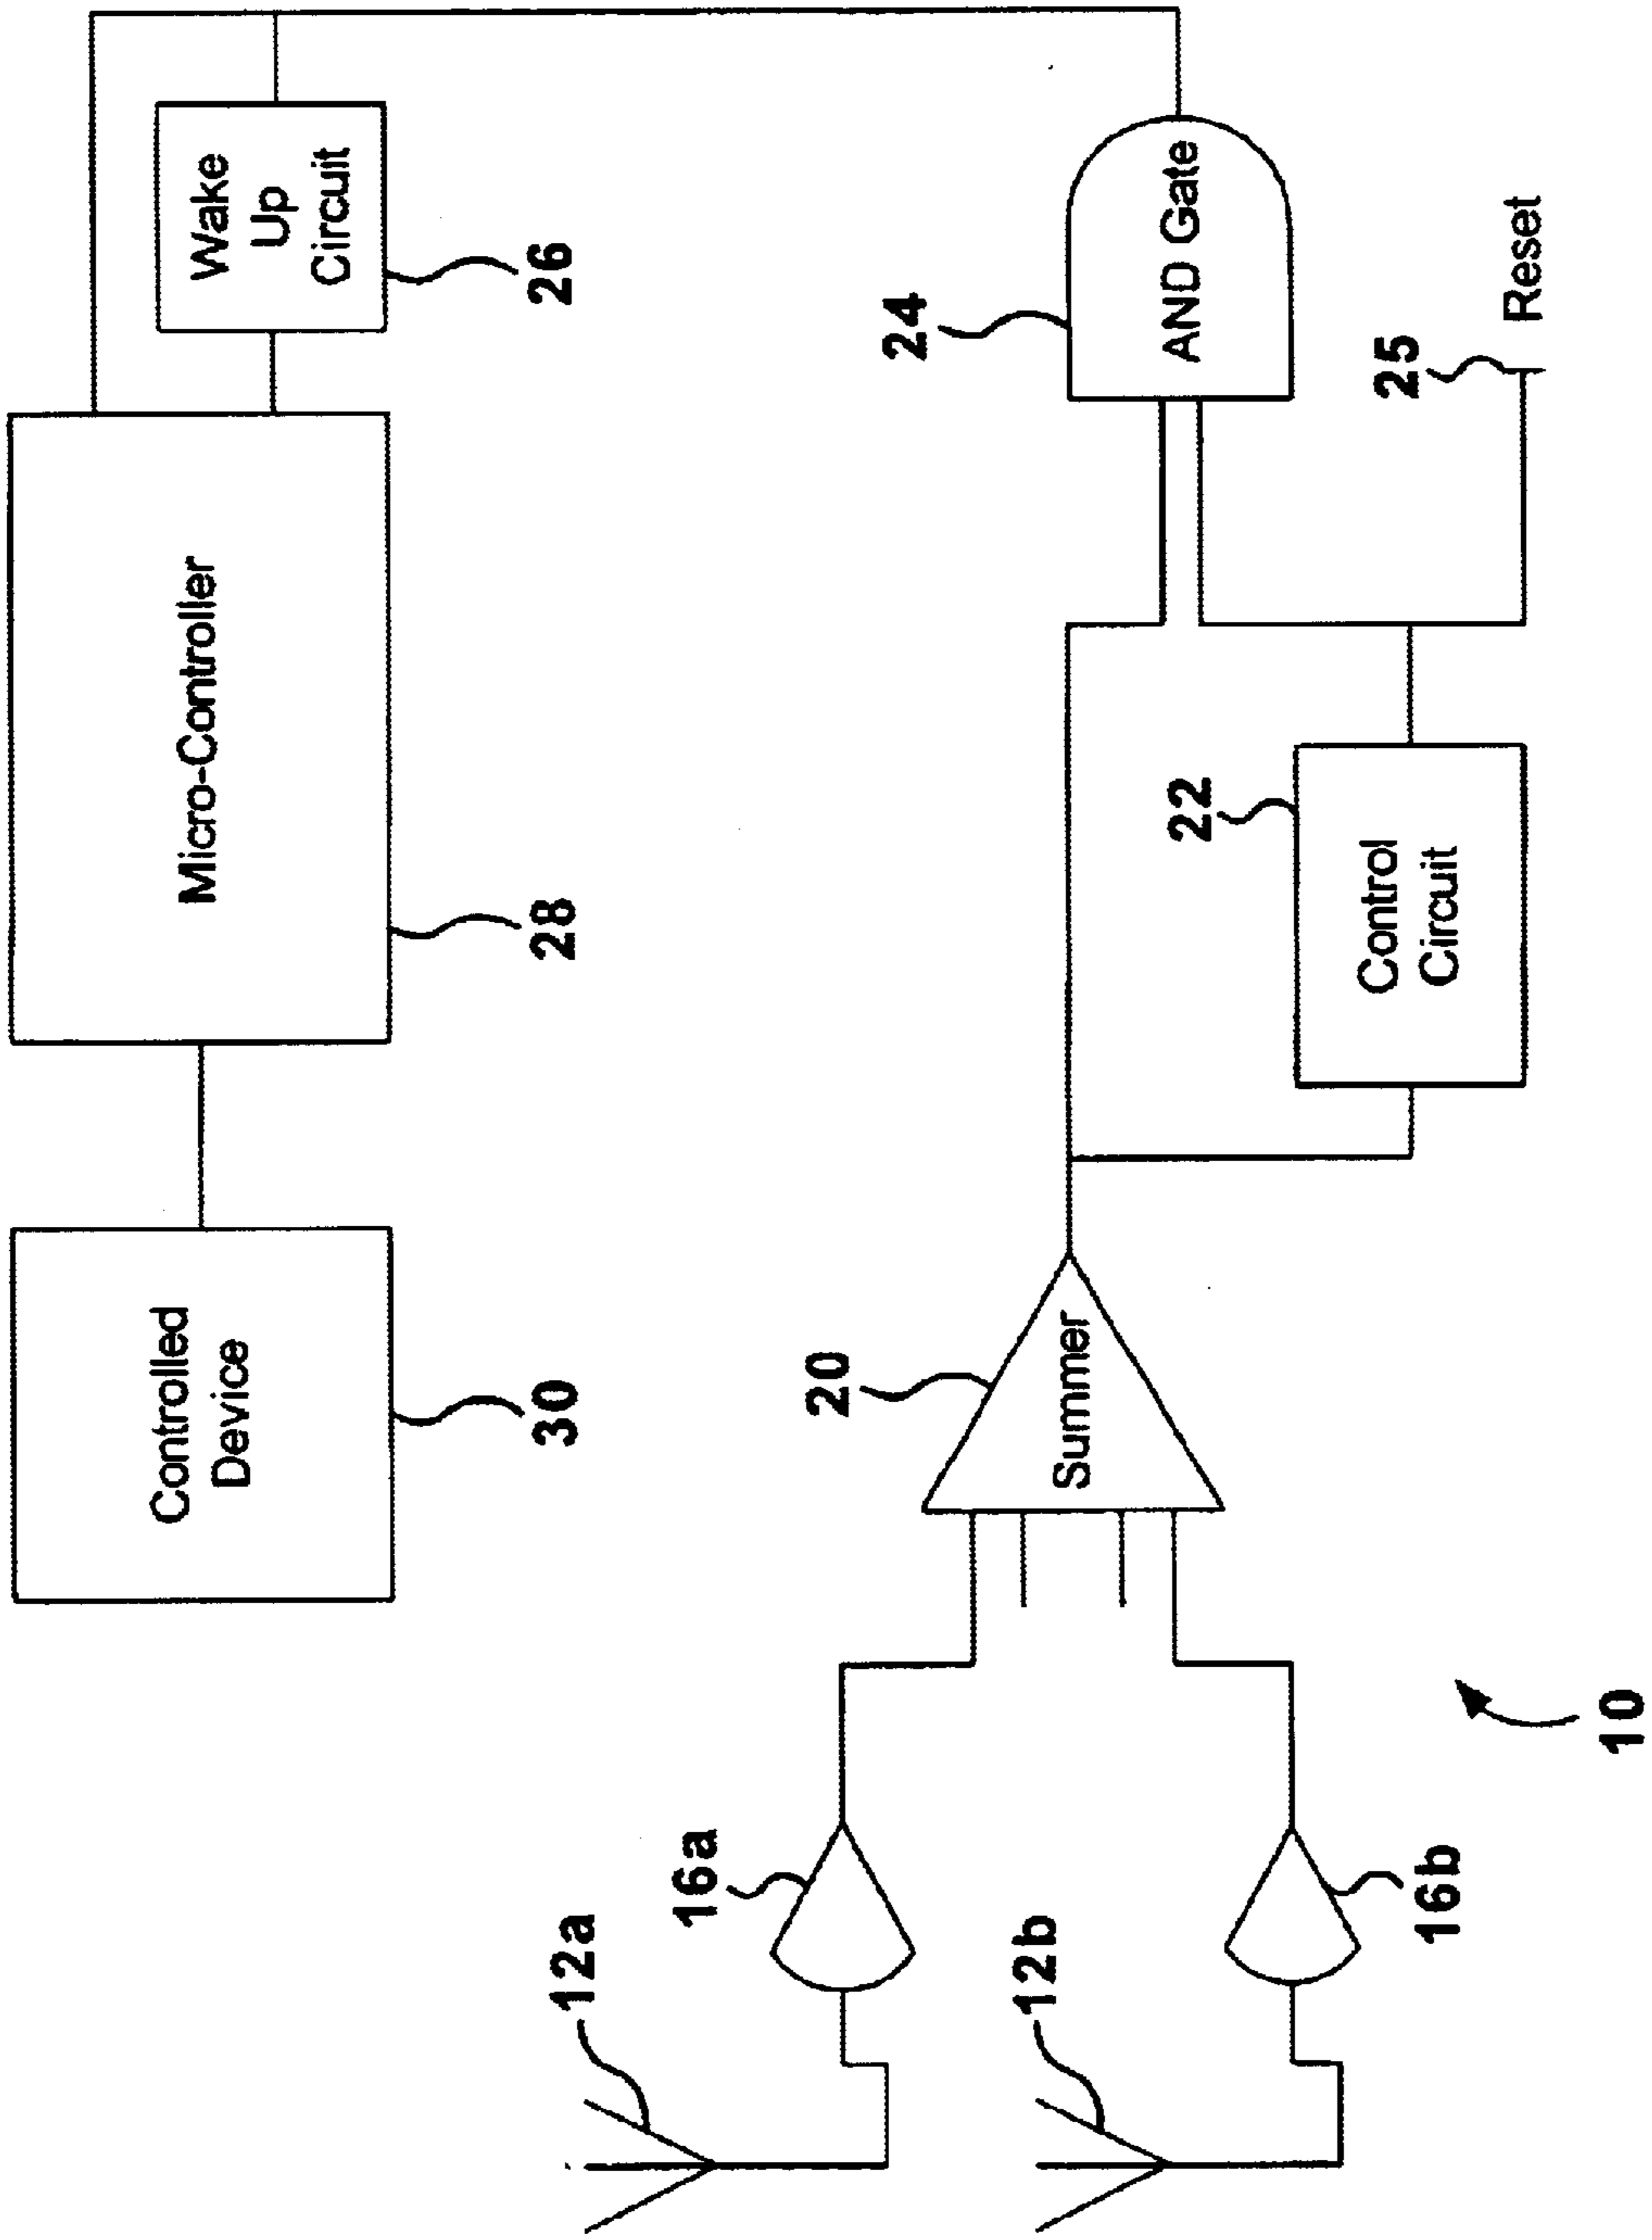 Controlled
Device
30
Micro-Controller
28
Wake
Up
Circuit
26
12a
16a
12b
16b
20
Summer
22
Control
Circuit
24
AND Gate
25
Reset
10